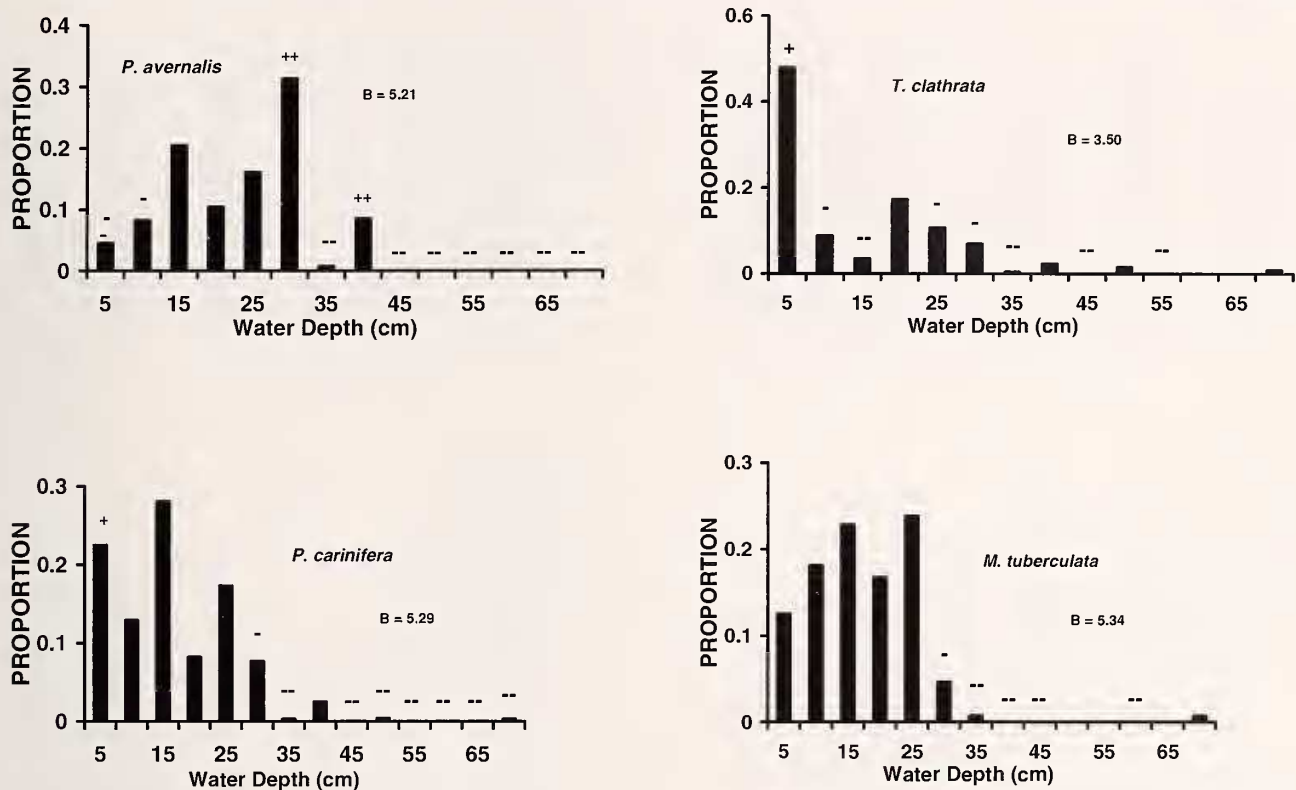 0.4
++
P. avernalis
0.3
B = 5.21
PROPORTION
0.2
++
-
-
--
0.1
-
-- -- -- -- -- --
0
5 15 25 35 45 55 65
Water Depth (cm)
0.6
+
T. clathrata
0.4
B = 3.50
PROPORTION
0.2
- -- - - -- -- --
0
5 15 25 35 45 55 65
Water Depth (cm)
0.3
+
P. carinifera
PROPORTION
0.2
B = 5.29
0.1
-
-- -- -- -- -- -- --
0
5 15 25 35 45 55 65
Water Depth (cm)
0.3
M. tuberculata
PROPORTION
0.2
B = 5.34
0.1
-
--
-- -- --
0
5 15 25 35 45 55 65
Water Depth (cm)